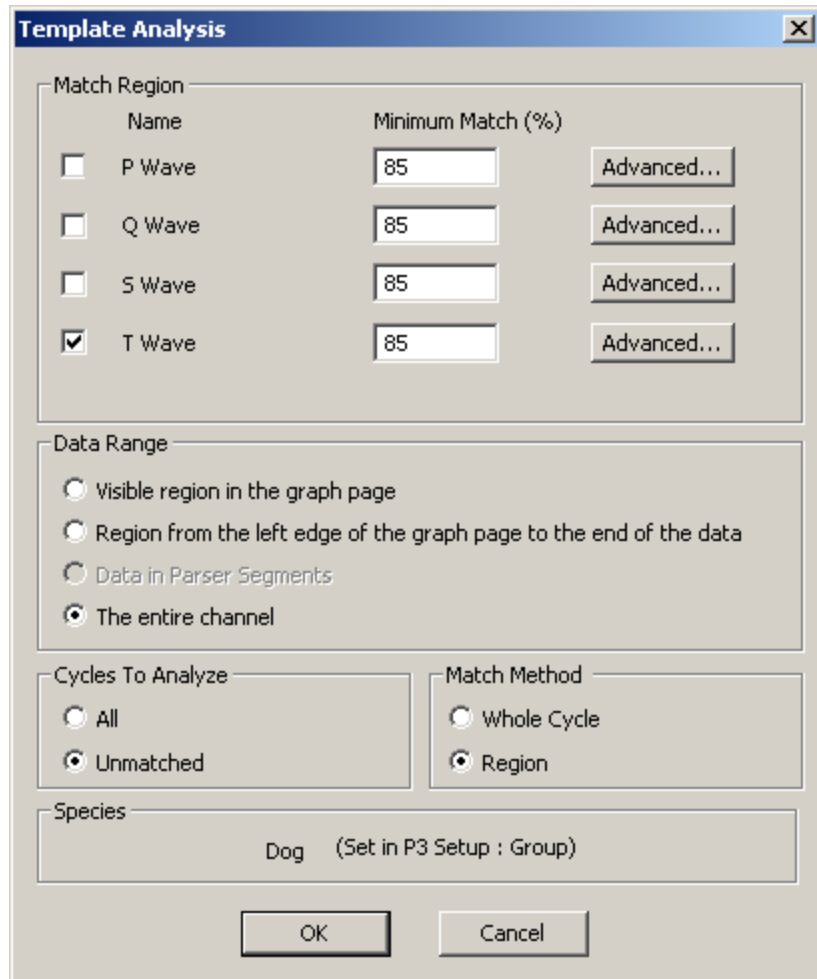 Template Analysis
Match Region
Name Minimum Match (%)
P Wave 85 Advanced...
Q Wave 85 Advanced...
S Wave 85 Advanced...
T Wave 85 Advanced...
Data Range
Visible region in the graph page
Region from the left edge of the graph page to the end of the data
Data in Parser Segments
The entire channel
Cycles To Analyze
All
Unmatched
Match Method
Whole Cycle
Region
Species
Dog (Set in P3 Setup : Group)
OK Cancel